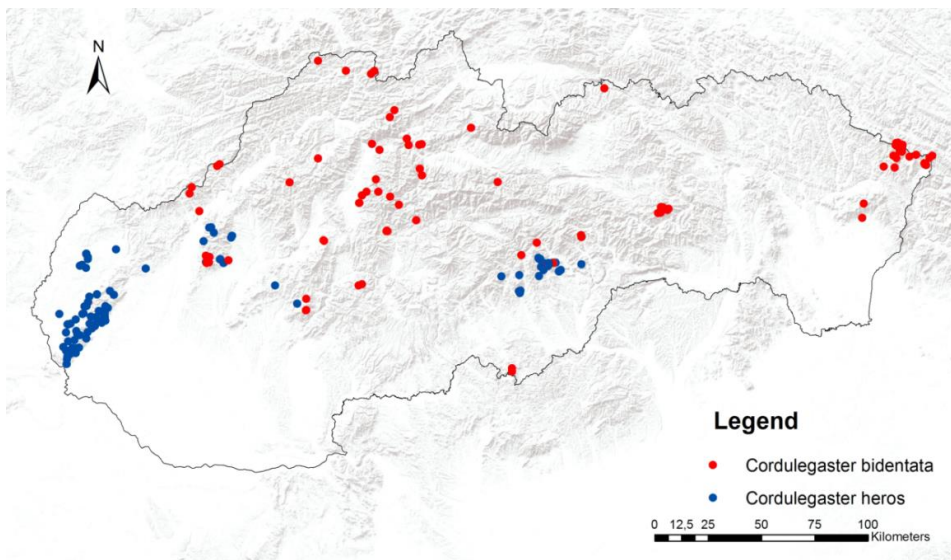 N
Legend
Cordulegaster bidentata
Cordulegaster heros
0 12,5 25 50 75 100
Kilometers